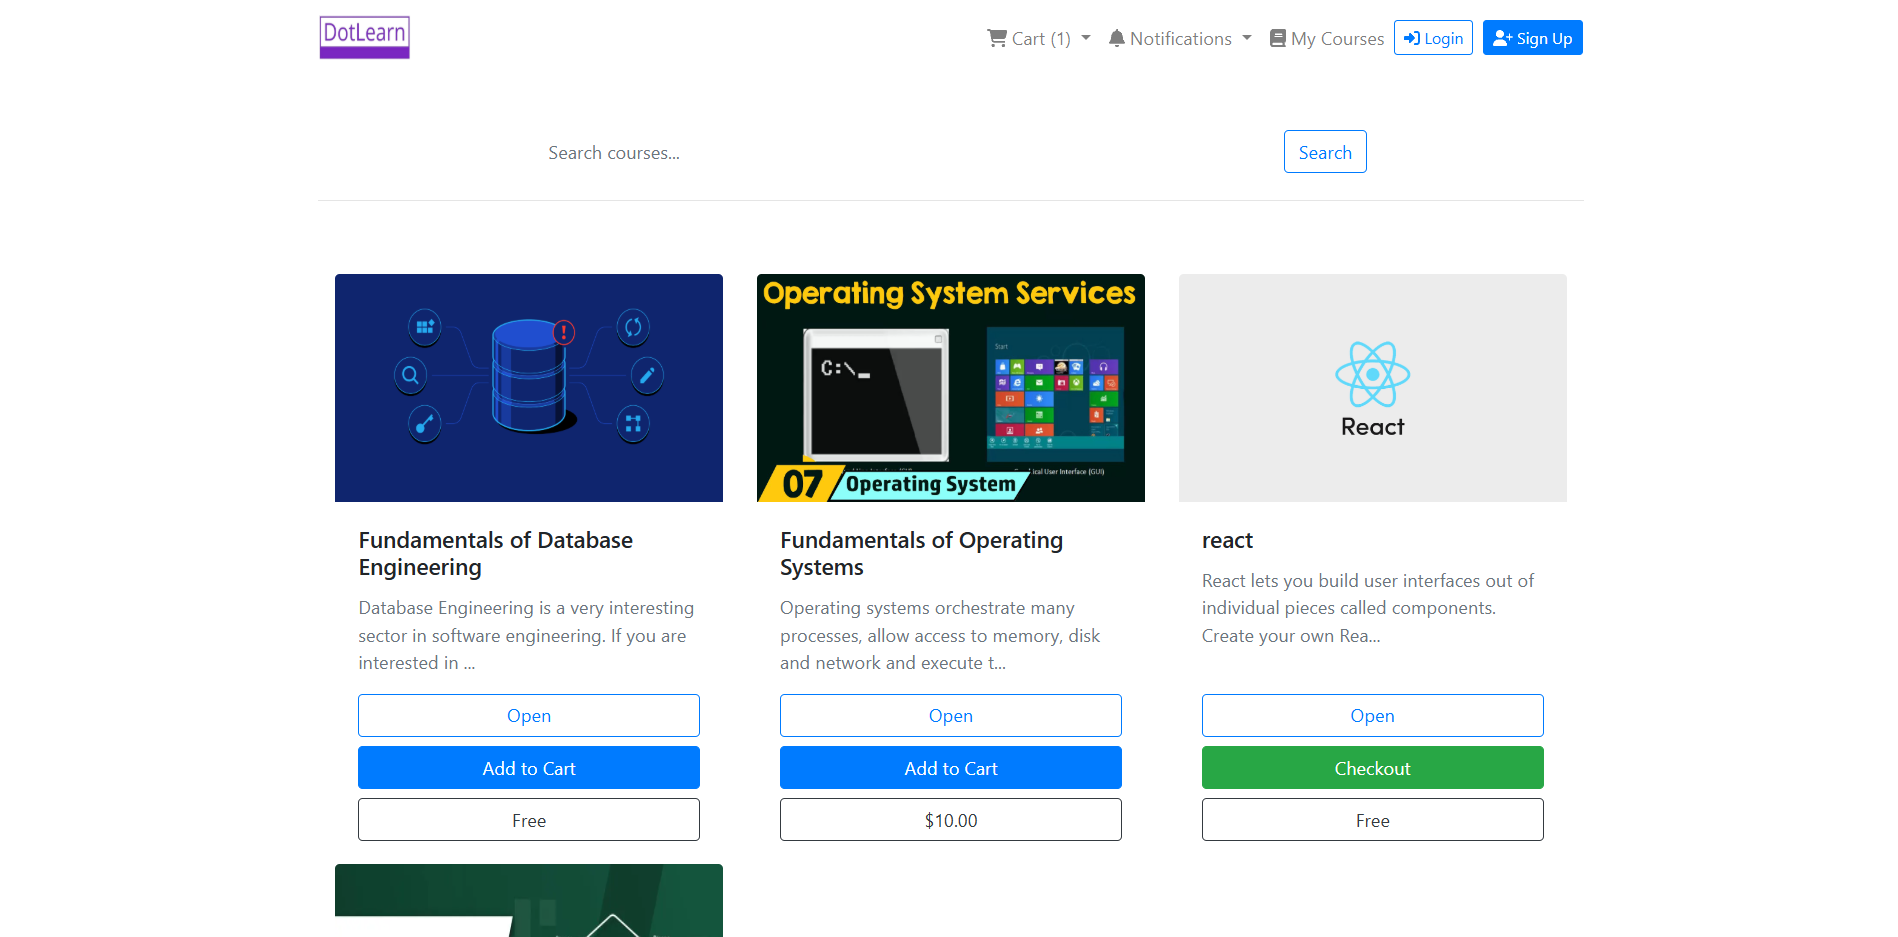 DotLearn
Cart (1)
Notifications
My Courses
Login
Sign Up
Search courses...
Search
Operating System Services
C:\_
Start
ical User Interface (GUI)
07
Operating System
React
Fundamentals of Database
Engineering
Database Engineering is a very interesting
sector in software engineering. If you are
interested in ...
Open
Add to Cart
Free
Fundamentals of Operating
Systems
Operating systems orchestrate many
processes, allow access to memory, disk
and network and execute t...
Open
Add to Cart
$10.00
react
React lets you build user interfaces out of
individual pieces called components.
Create your own Rea...
Open
Checkout
Free